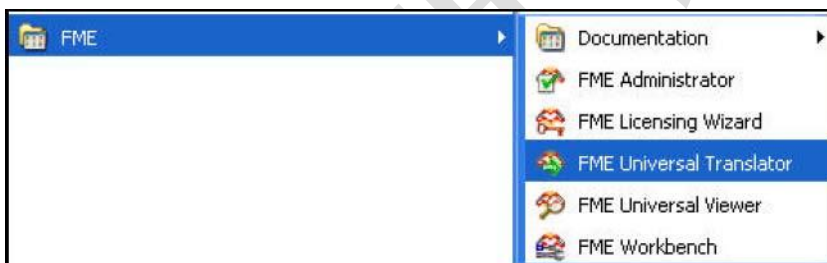 FME
Documentation
FME Administrator
FME Licensing Wizard
FME Universal Translator
FME Universal Viewer
FME Workbench